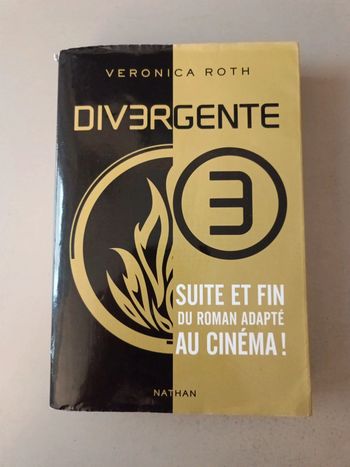 VERONICA ROTH
DIV3RGENTE
3
SUITE ET FIN
DU ROMAN ADAPTÉ
AU CINÉMA !
NATHAN